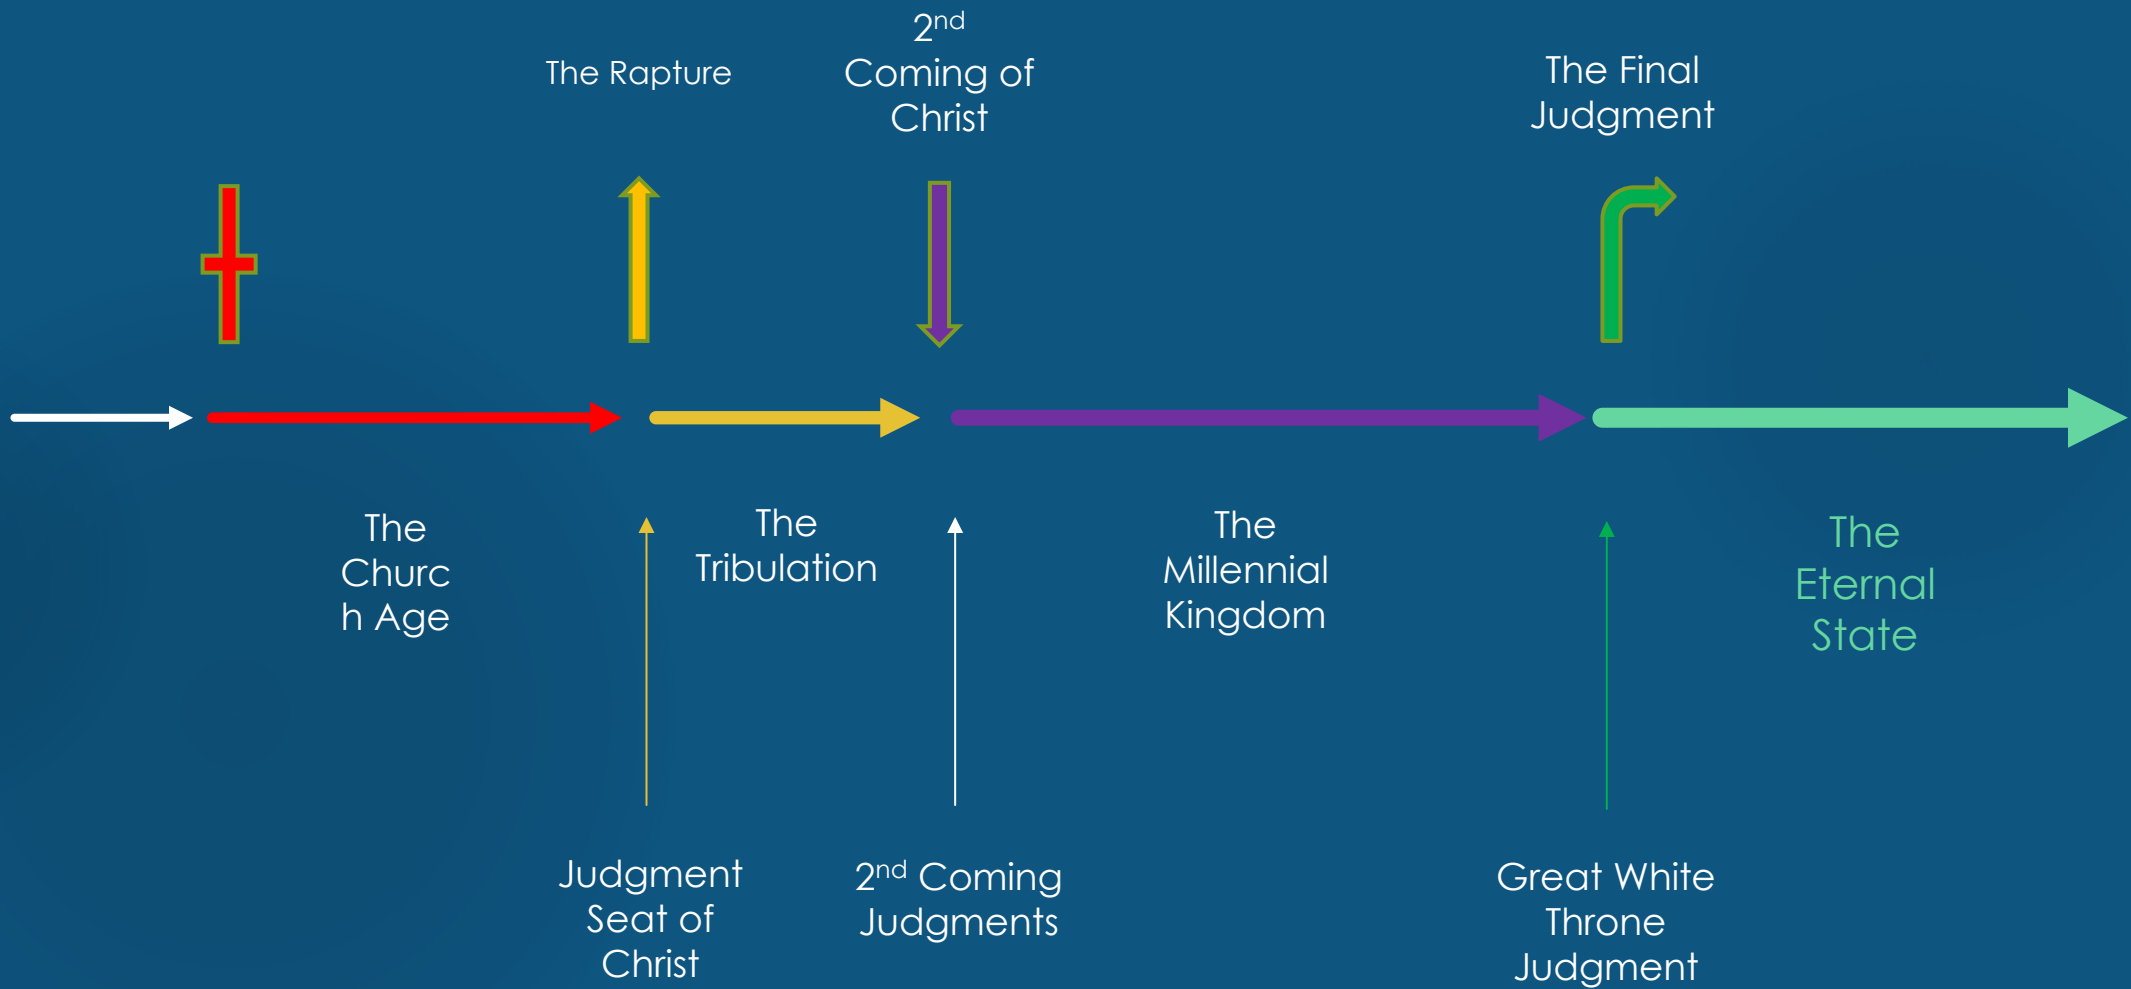 The Rapture
2nd
Coming of
Christ
The Final
Judgment
The
Churc
h Age
The
Tribulation
The
Millennial
Kingdom
The
Eternal
State
Judgment
Seat of
Christ
2nd Coming
Judgments
Great White
Throne
Judgment